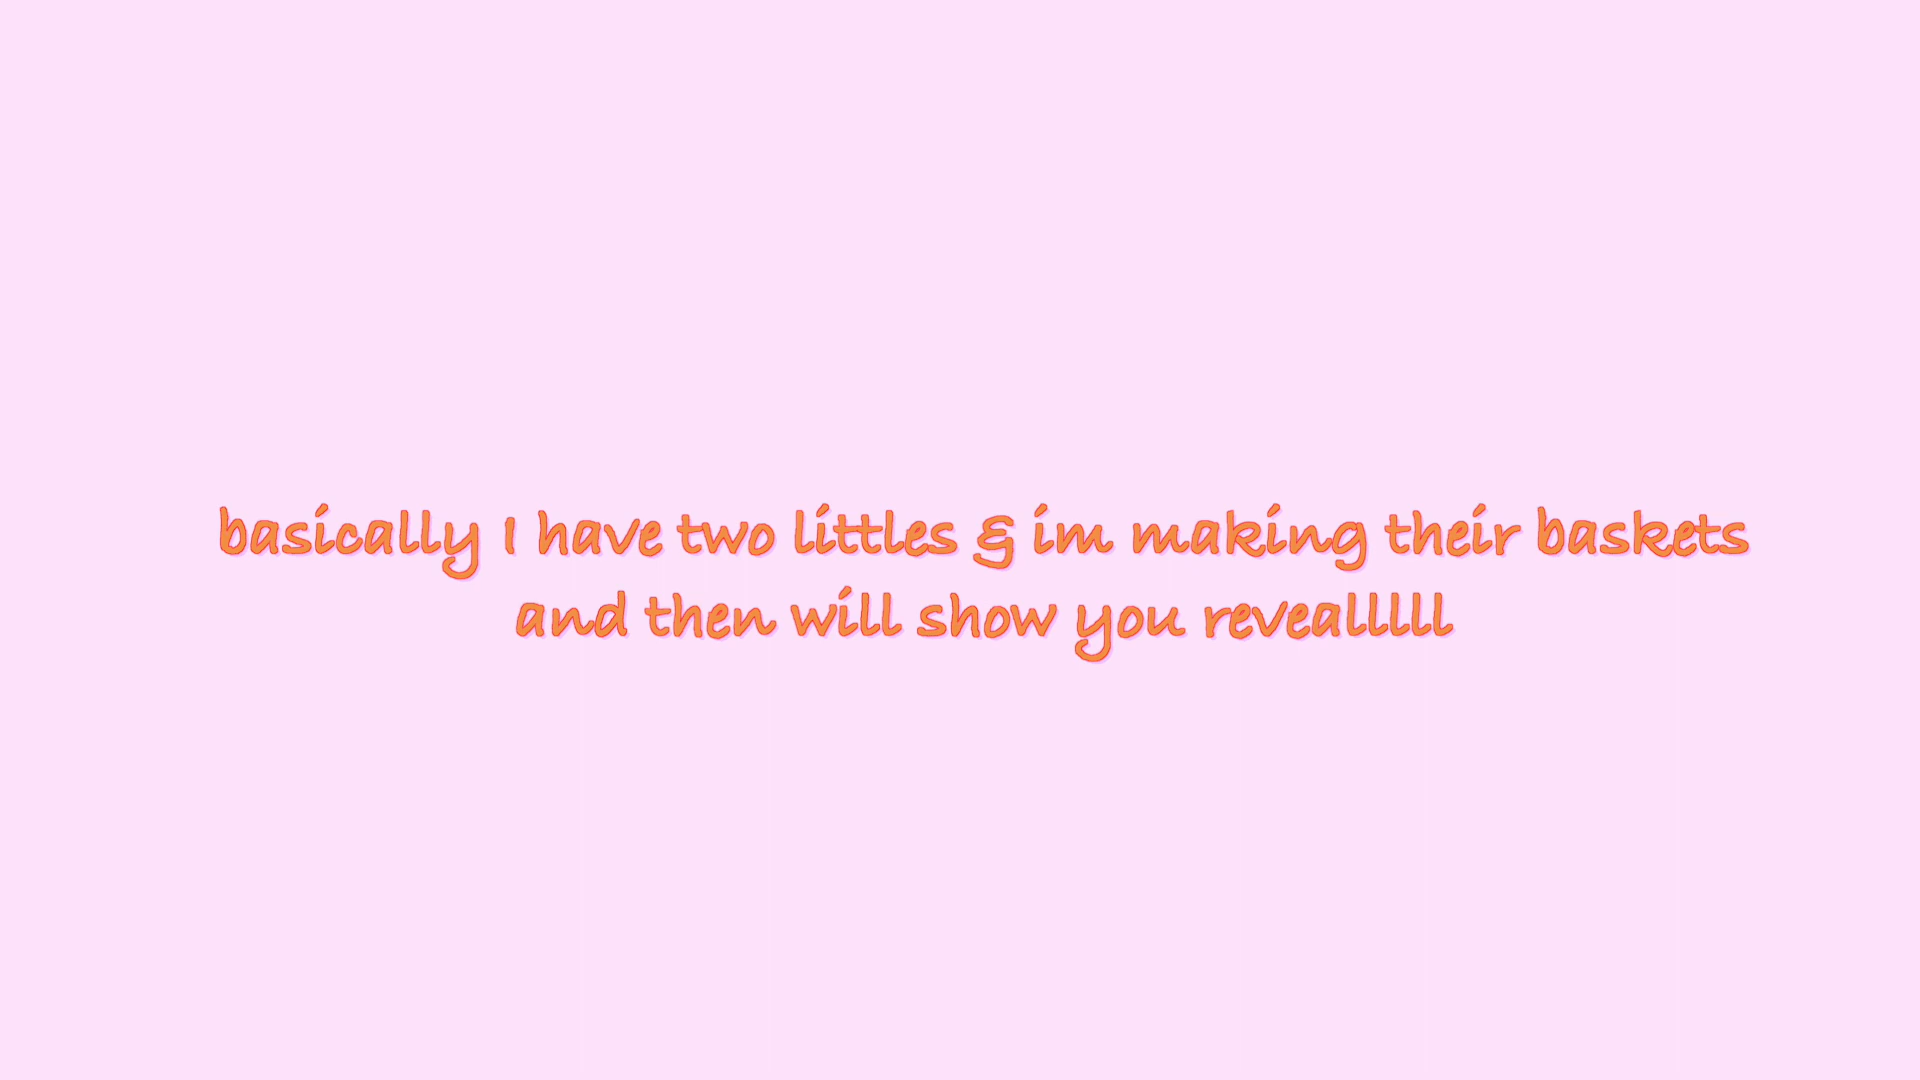 basically I have two littles & im making their baskets
and then will show you revealllll